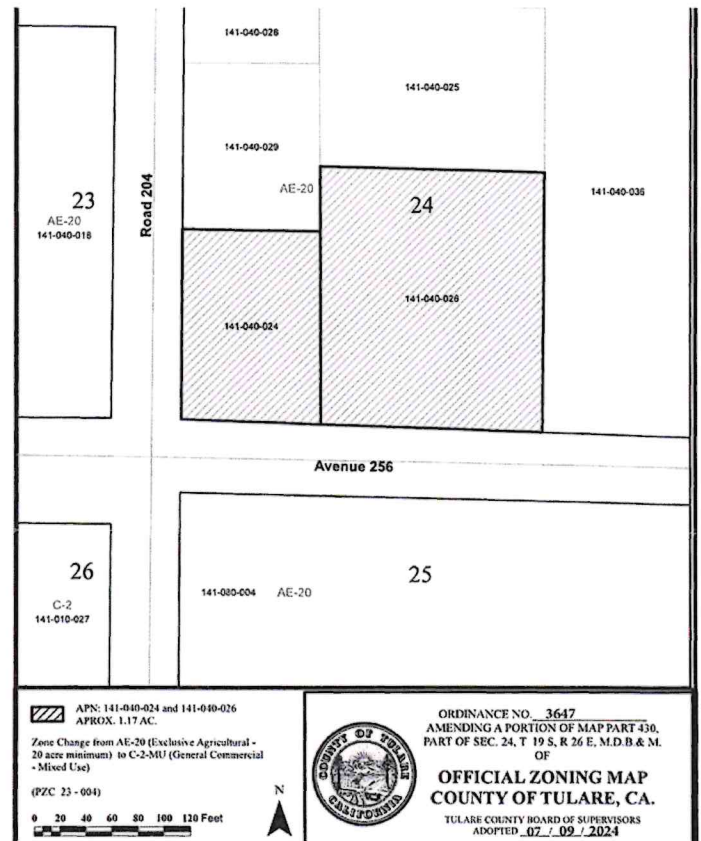 141-040-028
141-040-025
141-040-029
AE-20
141-040-036
23
AE-20
141-040-018
Road 204
24
141-040-024
141-040-026
Avenue 256
26
C-2
141-010-027
141-080-004 AE-20
25
APN: 141-040-024 and 141-040-026
APROX. 1.17 AC.
Zone Change from AE-20 (Exclusive Agricultural -
20 acre minimum) to C-2-MU (General Commercial
- Mixed Use)
(PZC 23 - 004)
N
0 20 40 60 80 100 120 Feet
COUNTY OF TULARE
CALIFORNIA
ORDINANCE NO. 3647
AMENDING A PORTION OF MAP PART 430,
PART OF SEC. 24, T 19 S, R 26 E, M.D.B.& M.
OF
OFFICIAL ZONING MAP
COUNTY OF TULARE, CA.
TULARE COUNTY BOARD OF SUPERVISORS
ADOPTED 07 / 09 / 2024